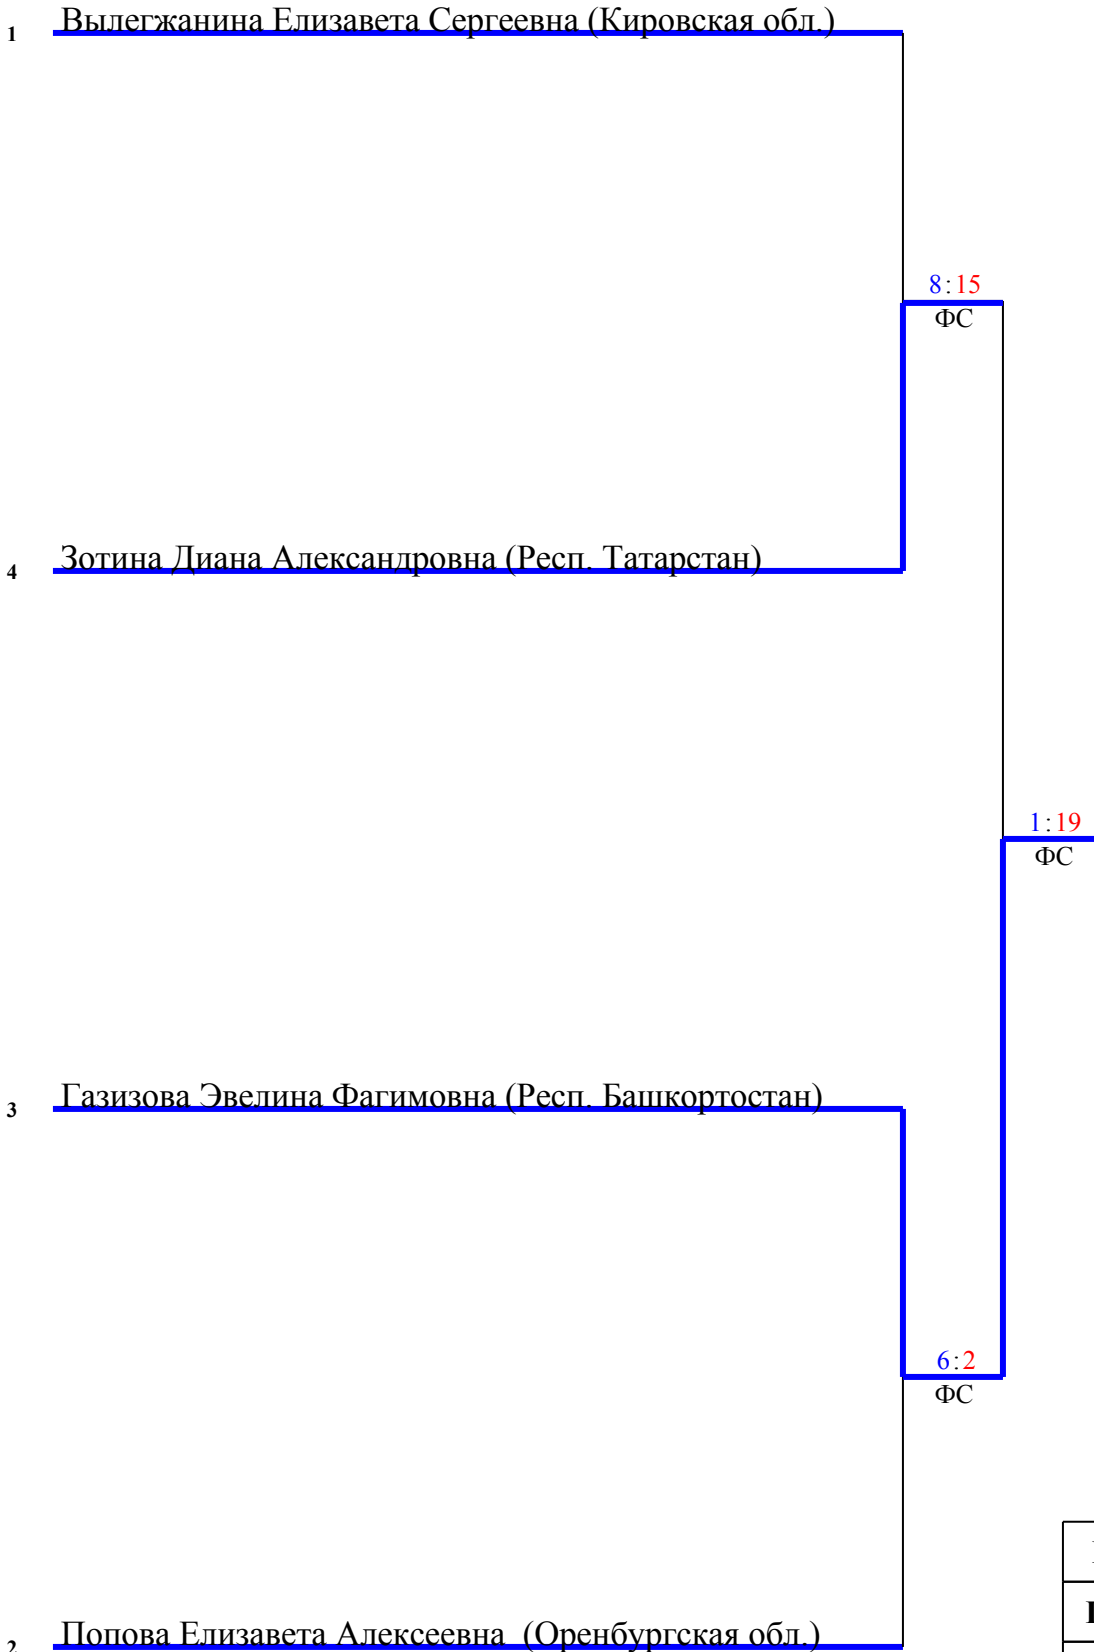 1 Вылегжанина Елизавета Сергеевна (Кировская обл.)
8:15
ФС
4 Зотина Диана Александровна (Респ. Татарстан)
1:19
ФС
3 Газизова Эвелина Фагимовна (Респ. Башкортостан)
6:2
ФС
2 Попова Елизавета Алексеевна (Оренбургская обл.)